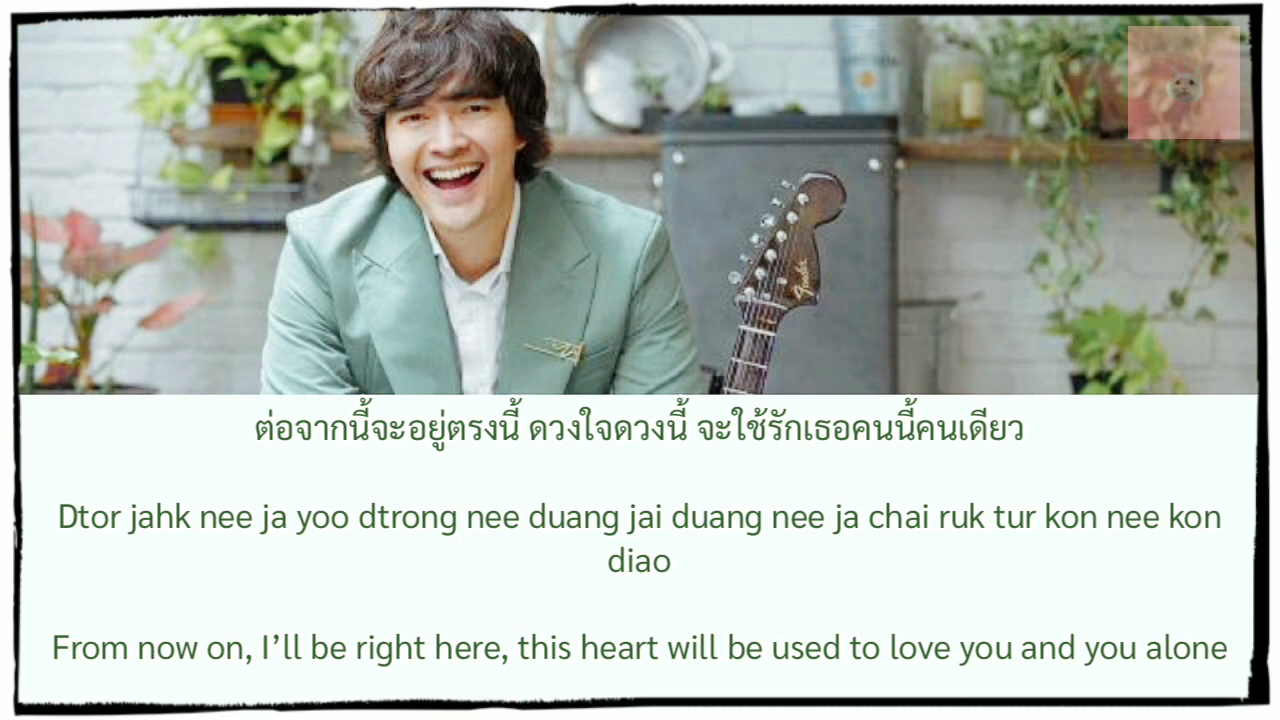 Fender
ต่อจากนี้จะอยู่ตรงนี้ ดวงใจดวงนี้ จะใช้รักเธอคนนี้คนเดียว
Dtor jahk nee ja yoo dtrong nee duang jai duang nee ja chai ruk tur kon nee kon
diao
From now on, I’ll be right here, this heart will be used to love you and you alone